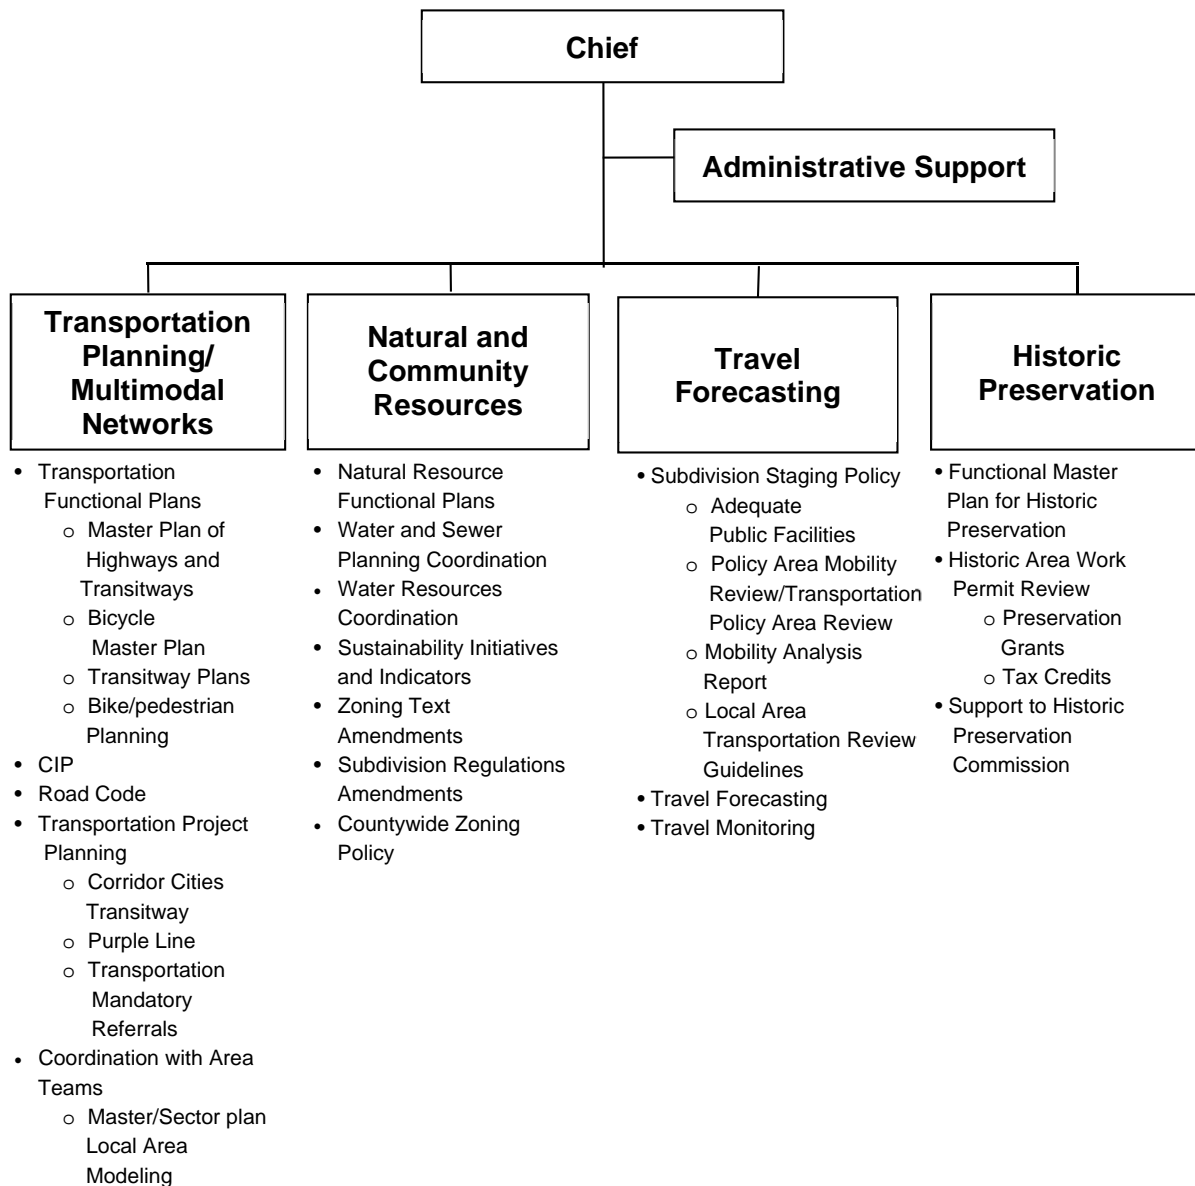 Chief
Administrative Support
Transportation
Planning/
Multimodal
Networks
• Transportation
Functional Plans
o Master Plan of
Highways and
Transitways
o Bicycle
Master Plan
o Transitway Plans
o Bike/pedestrian
Planning
• CIP
• Road Code
• Transportation Project
Planning
o Corridor Cities
Transitway
o Purple Line
o Transportation
Mandatory
Referrals
• Coordination with Area
Teams
o Master/Sector plan
Local Area
Modeling
Natural and
Community
Resources
• Natural Resource
Functional Plans
• Water and Sewer
Planning Coordination
• Water Resources
Coordination
• Sustainability Initiatives
and Indicators
• Zoning Text
Amendments
• Subdivision Regulations
Amendments
• Countywide Zoning
Policy
Travel
Forecasting
• Subdivision Staging Policy
o Adequate
Public Facilities
o Policy Area Mobility
Review/Transportation
Policy Area Review
o Mobility Analysis
Report
o Local Area
Transportation Review
Guidelines
• Travel Forecasting
• Travel Monitoring
Historic
Preservation
• Functional Master
Plan for Historic
Preservation
• Historic Area Work
Permit Review
o Preservation
Grants
o Tax Credits
• Support to Historic
Preservation
Commission